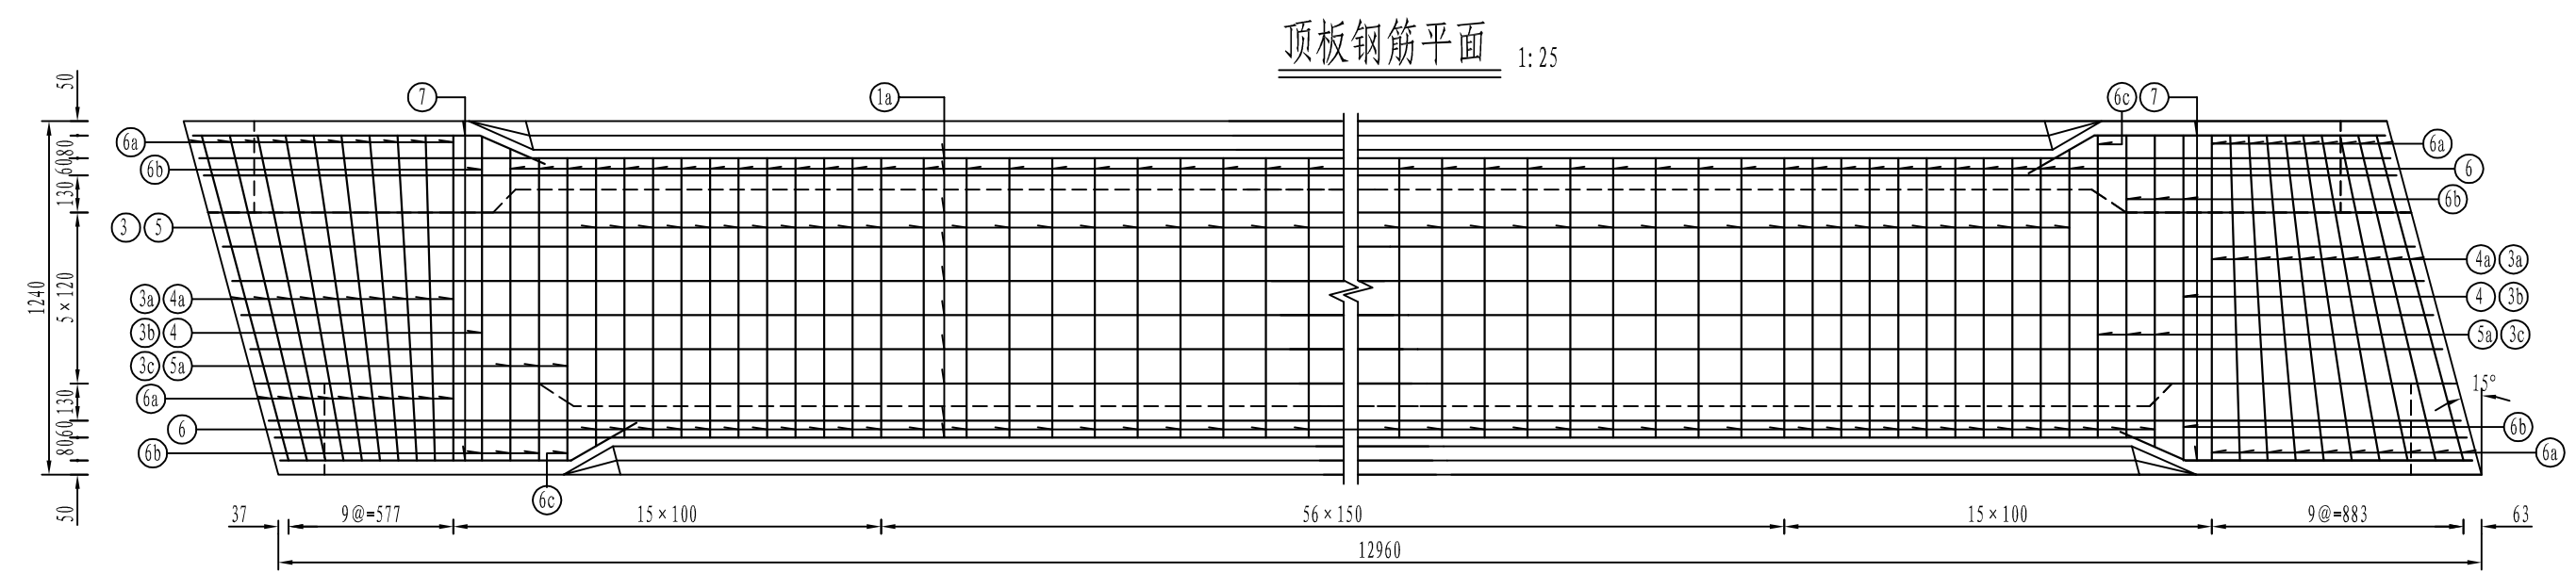 顶板钢筋平面 1:25
50
7
1a
6c 7
6a
80
6a
6b
60
6
130
6b
3 5
1240
5×120
4a 3a
3a 4a
4 3b
3b 4
5a 3c
3c 5a
15°
6a
130
6
60
6b
80
6b
6a
6c
50
37
9@=577
15×100
56×150
15×100
9@=883
63
12960